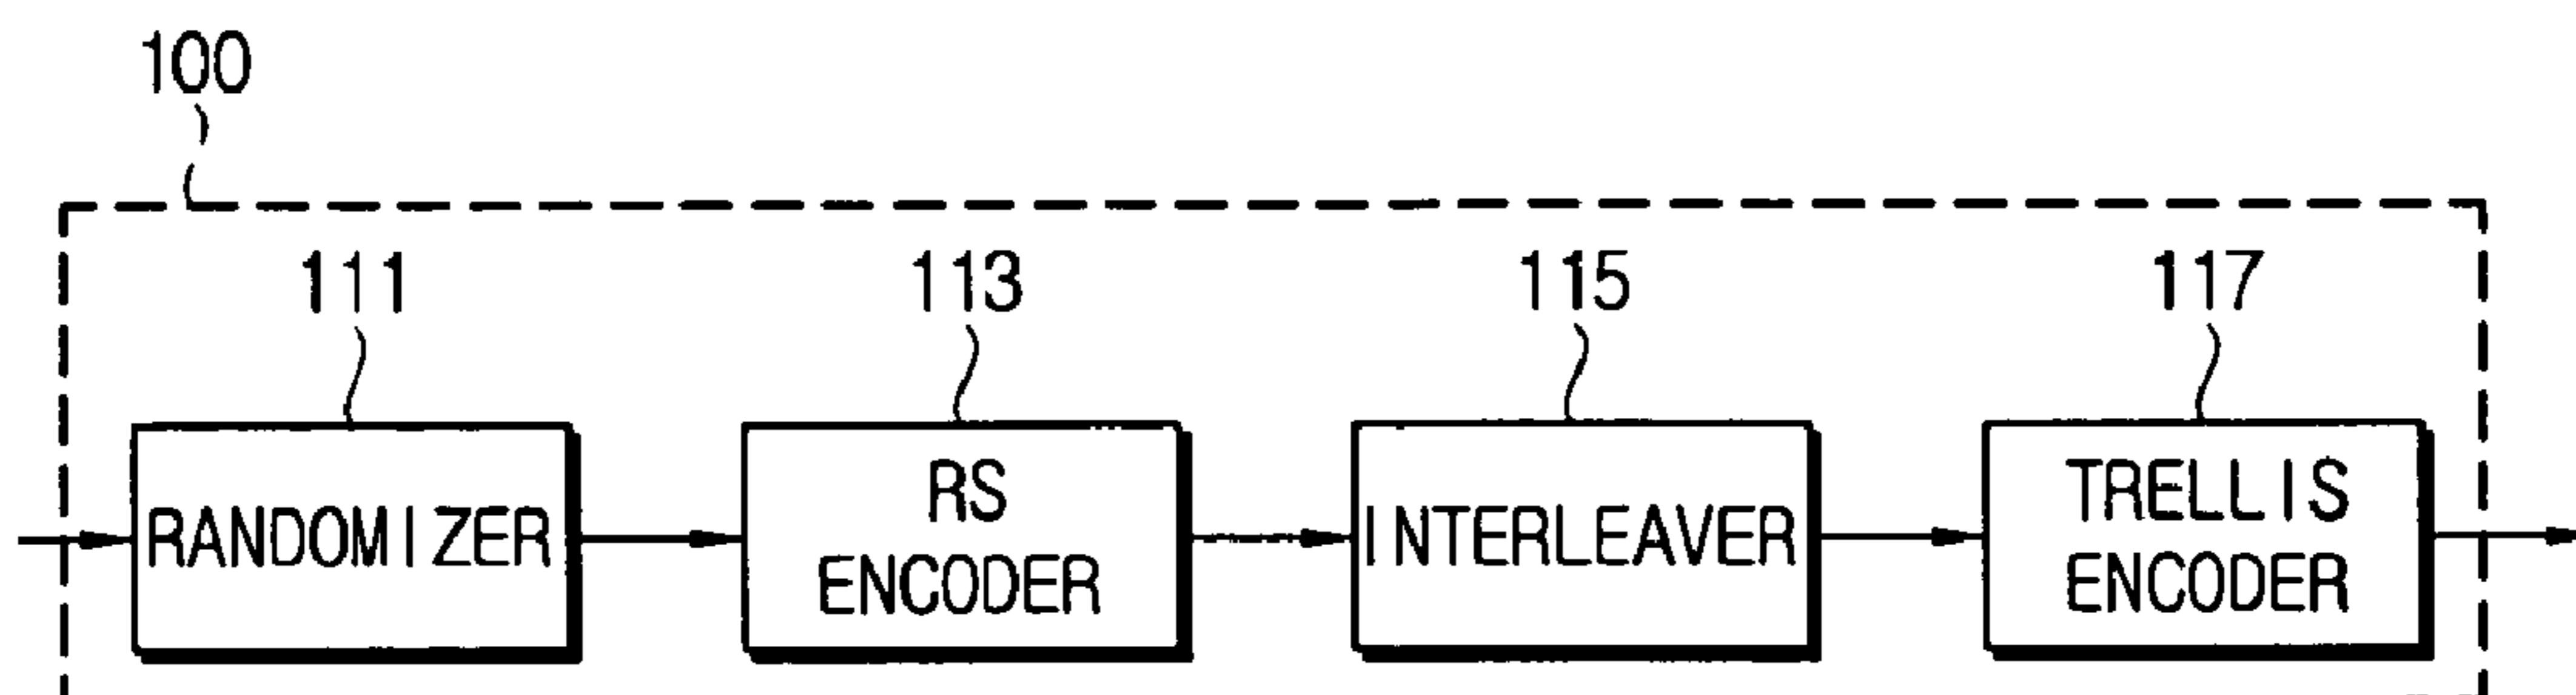 100
111
113
115
117
RANDOMIZER
RS
ENCODER
INTERLEAVER
TRELLIS
ENCODER